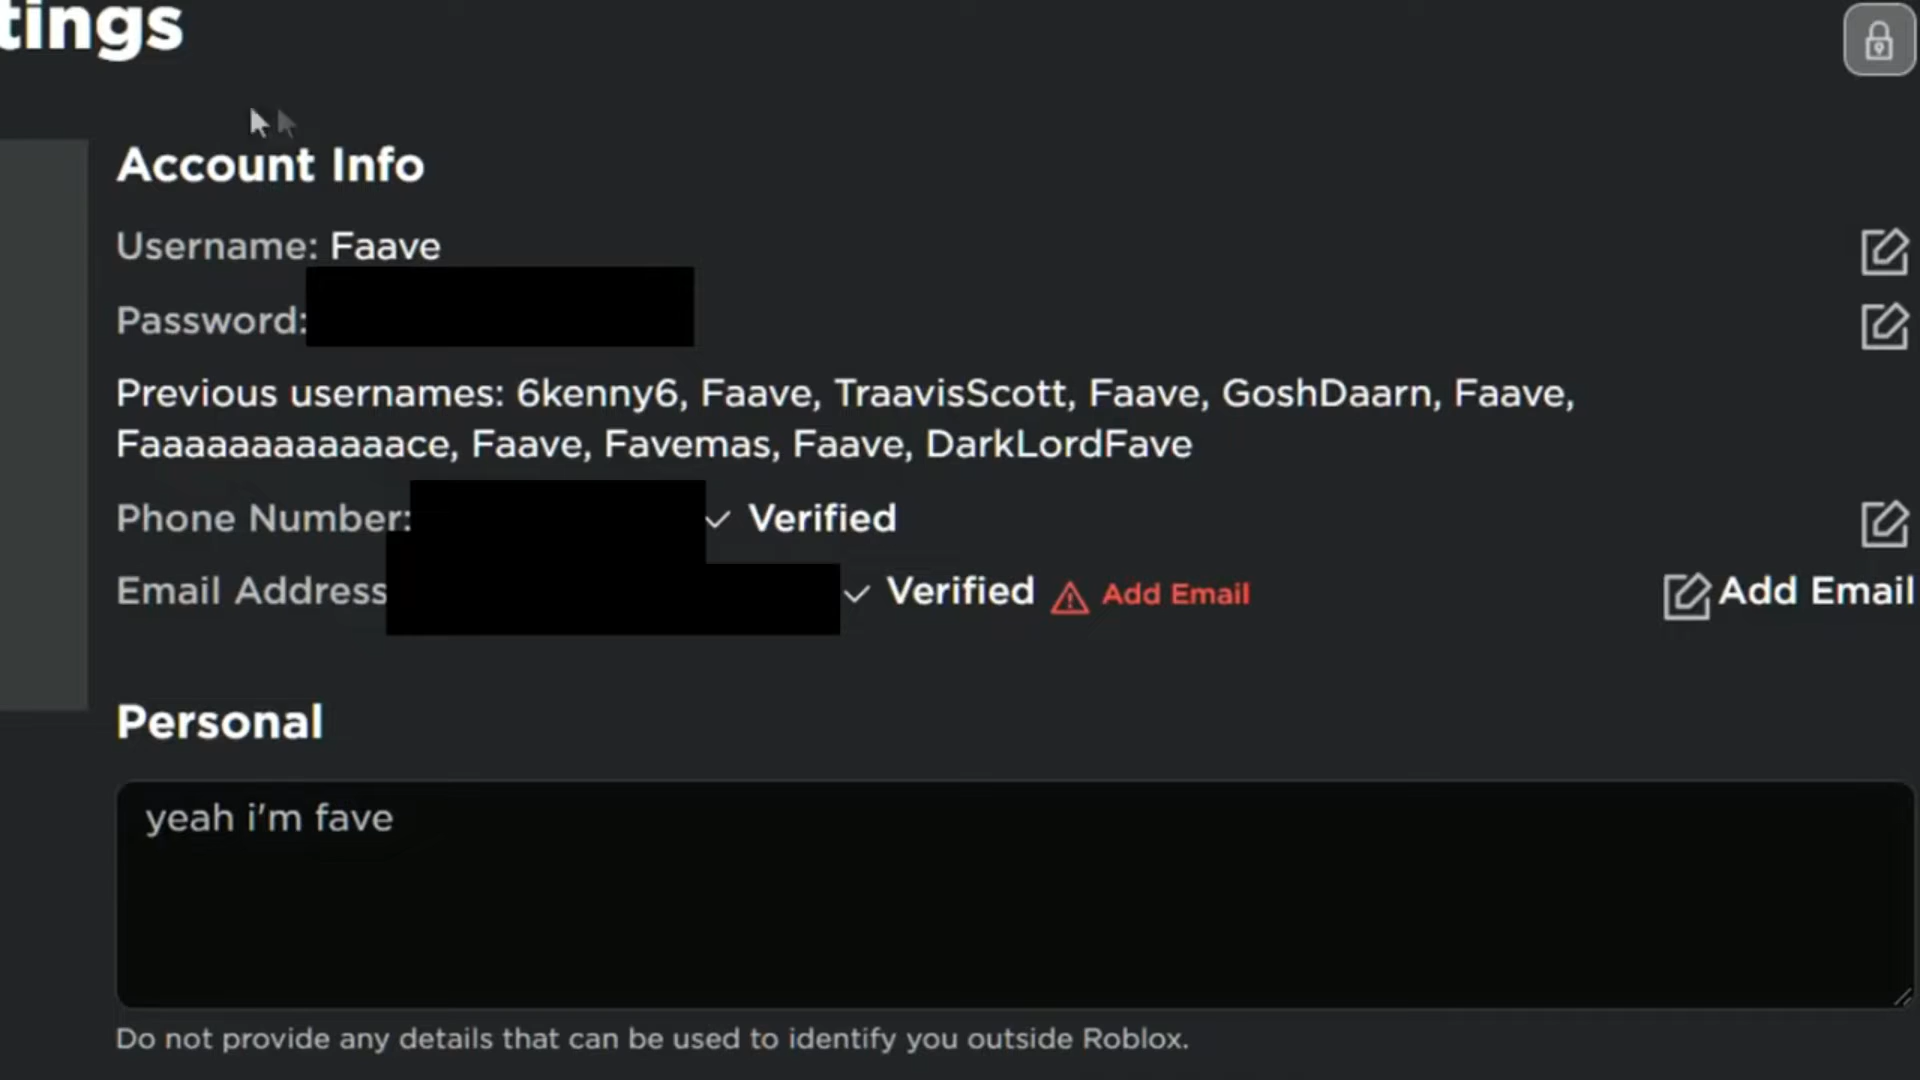 tings
Account Info
Username: Faave
Password:
Previous usernames: 6kenny6, Faave, TraavisScott, Faave, GoshDaarn, Faave,
Faaaaaaaaaaaace, Faave, Favemas, Faave, DarkLordFave
Phone Number: Verified
Email Address Verified Add Email Add Email
Personal
yeah i'm fave
Do not provide any details that can be used to identify you outside Roblox.